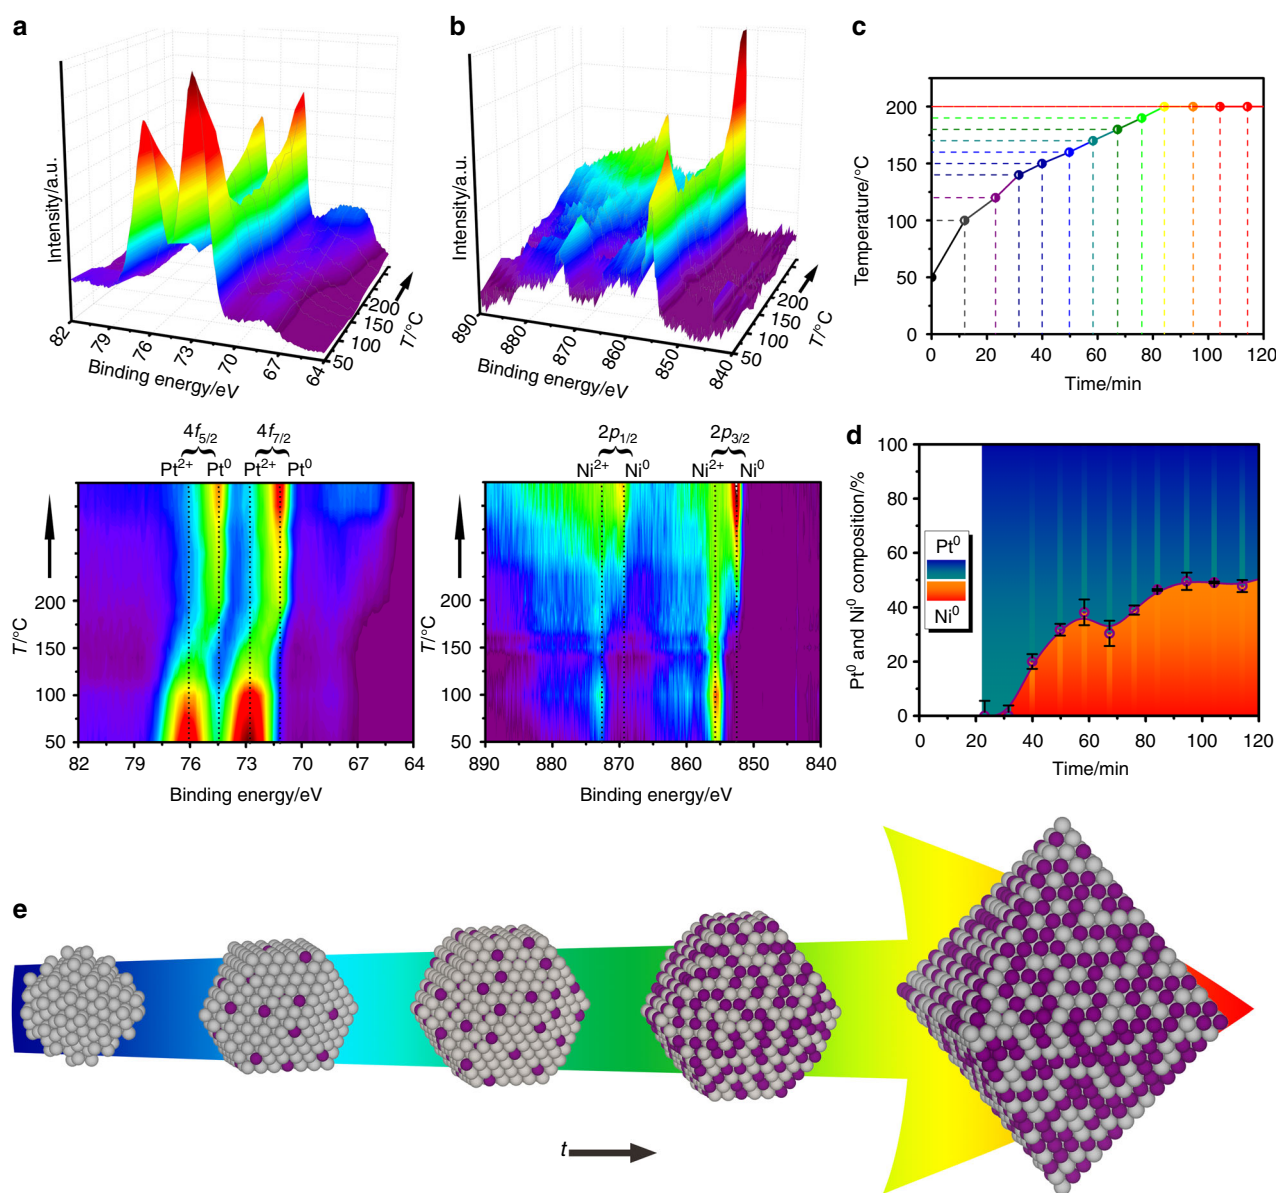 a
Intensity/a.u.
82
79
76
73
70
67
64
Binding energy/eV
50
100
150
200
T/°C
b
Intensity/a.u.
890
880
870
860
850
840
Binding energy/eV
50
100
150
200
T/°C
c
Temperature/°C
200
150
100
50
0
0 20 40 60 80 100 120
Time/min
4f5/2 4f7/2
Pt2+ Pt0 Pt2+ Pt0
T/°C
200
150
100
50
82 79 76 73 70 67 64
Binding energy/eV
2p1/2 2p3/2
Ni2+ Ni0 Ni2+ Ni0
T/°C
200
150
100
50
890 880 870 860 850 840
Binding energy/eV
d
Pt0 and Ni0 composition/%
100
80
60
40
20
0
Pt0
Ni0
0 20 40 60 80 100 120
Time/min
e
t